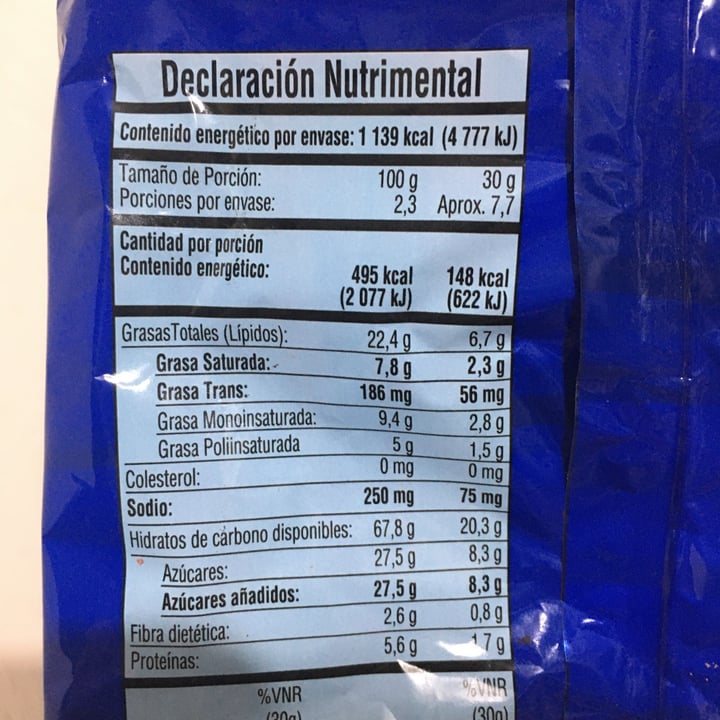 Declaración Nutrimental
Contenido energético por envase: 1 139 kcal (4 777 kJ)
Tamaño de Porción: 100 g 30 g
Porciones por envase: 2,3 Aprox. 7,7
Cantidad por porción
Contenido energético: 495 kcal 148 kcal
(2 077 kJ) (622 kJ)
GrasasTotales (Lípidos): 22,4 g 6,7 g
Grasa Saturada: 7,8 g 2,3 g
Grasa Trans: 186 mg 56 mg
Grasa Monoinsaturada: 9,4 g 2,8 g
Grasa Poliinsaturada 5 g 1,5 g
Colesterol: 0 mg 0 mg
Sodio: 250 mg 75 mg
Hidratos de carbono disponibles: 67,8 g 20,3 g
Azúcares: 27,5 g 8,3 g
Azúcares añadidos: 27,5 g 8,3 g
Fibra dietética: 2,6 g 0,8 g
Proteínas: 5,6 g 1,7 g
%VNR %VNR
(30g) (30g)